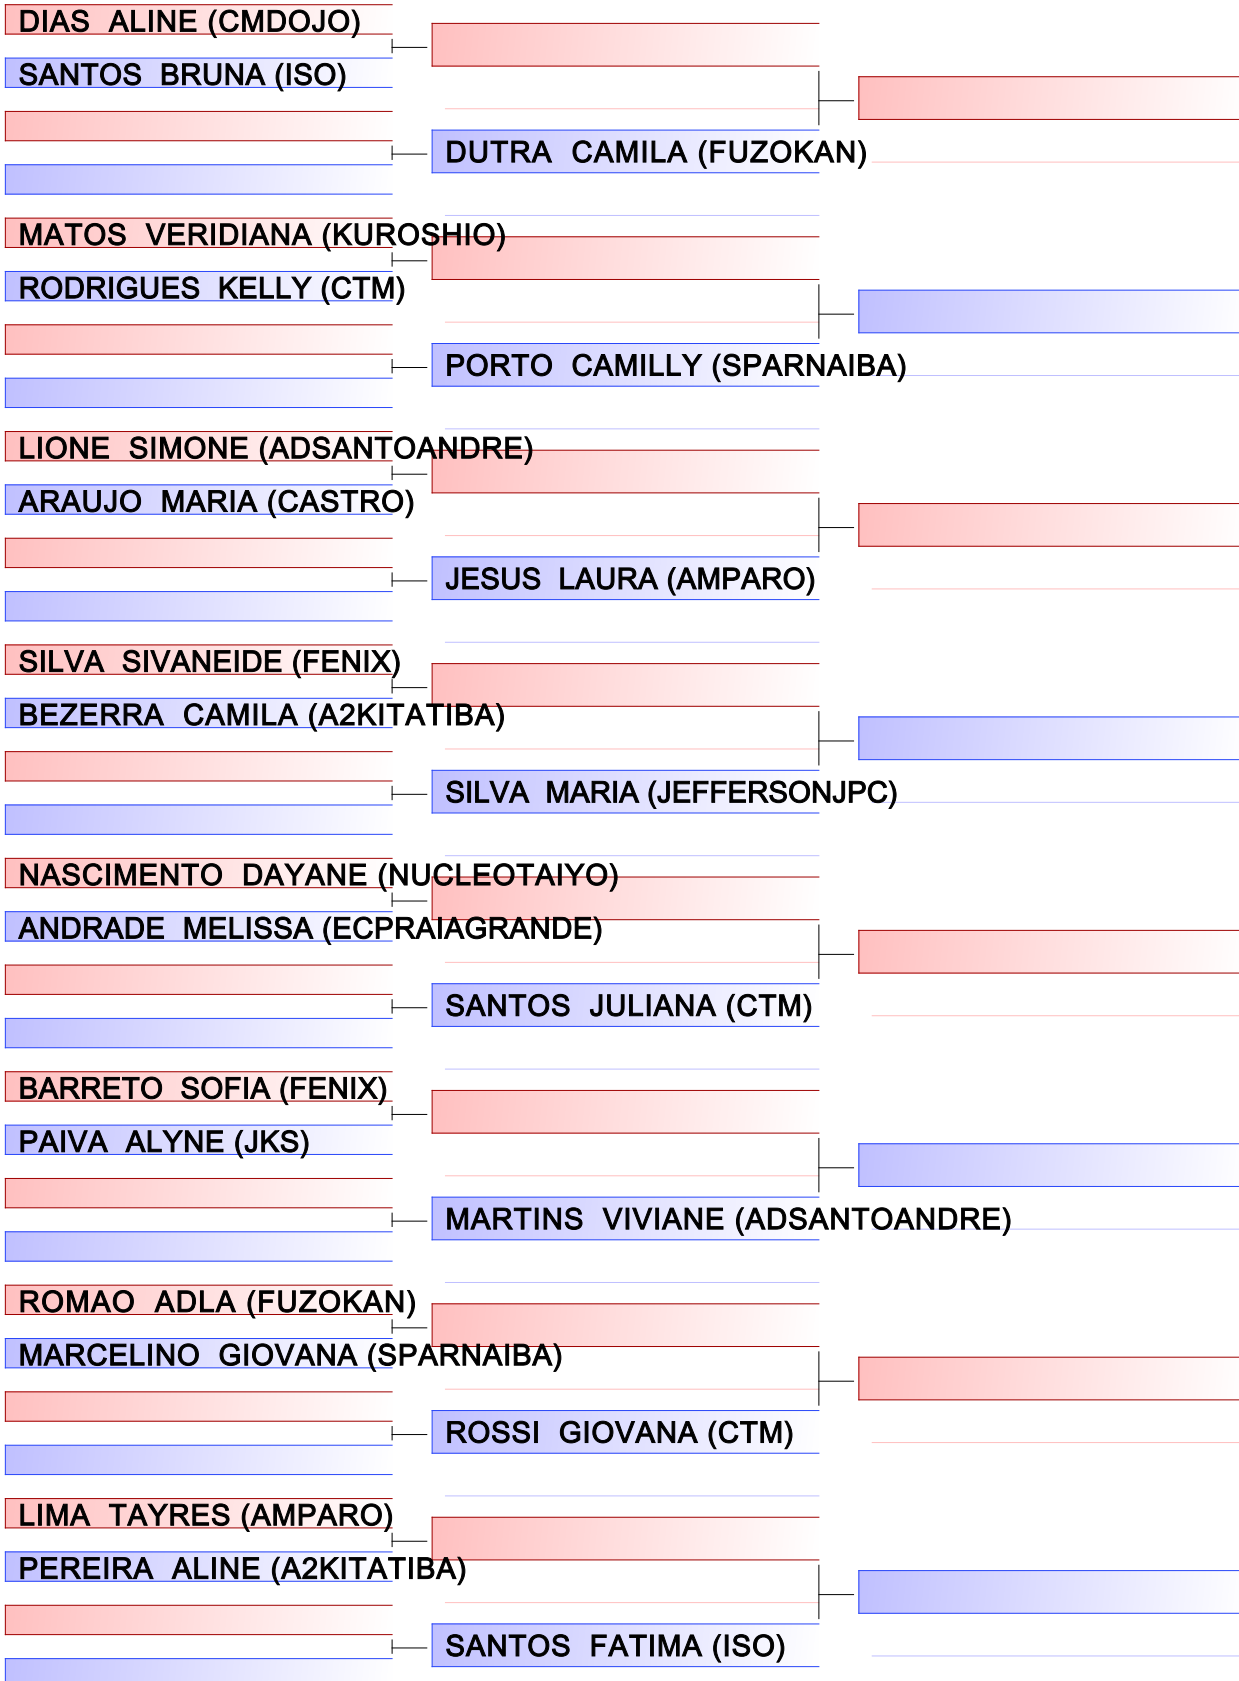 DIAS ALINE (CMDOJO)
SANTOS BRUNA (ISO)
DUTRA CAMILA (FUZOKAN)
MATOS VERIDIANA (KUROSHIO)
RODRIGUES KELLY (CTM)
PORTO CAMILLY (SPARNAIBA)
LIONE SIMONE (ADSANTOANDRE)
ARAUJO MARIA (CASTRO)
JESUS LAURA (AMPARO)
SILVA SIVANEIDE (FENIX)
BEZERRA CAMILA (A2KITATIBA)
SILVA MARIA (JEFFERSONJPC)
NASCIMENTO DAYANE (NUCLEOTAIYO)
ANDRADE MELISSA (ECPRAIAGRANDE)
SANTOS JULIANA (CTM)
BARRETO SOFIA (FENIX)
PAIVA ALYNE (JKS)
MARTINS VIVIANE (ADSANTOANDRE)
ROMAO ADLA (FUZOKAN)
MARCELINO GIOVANA (SPARNAIBA)
ROSSI GIOVANA (CTM)
LIMA TAYRES (AMPARO)
PEREIRA ALINE (A2KITATIBA)
SANTOS FATIMA (ISO)